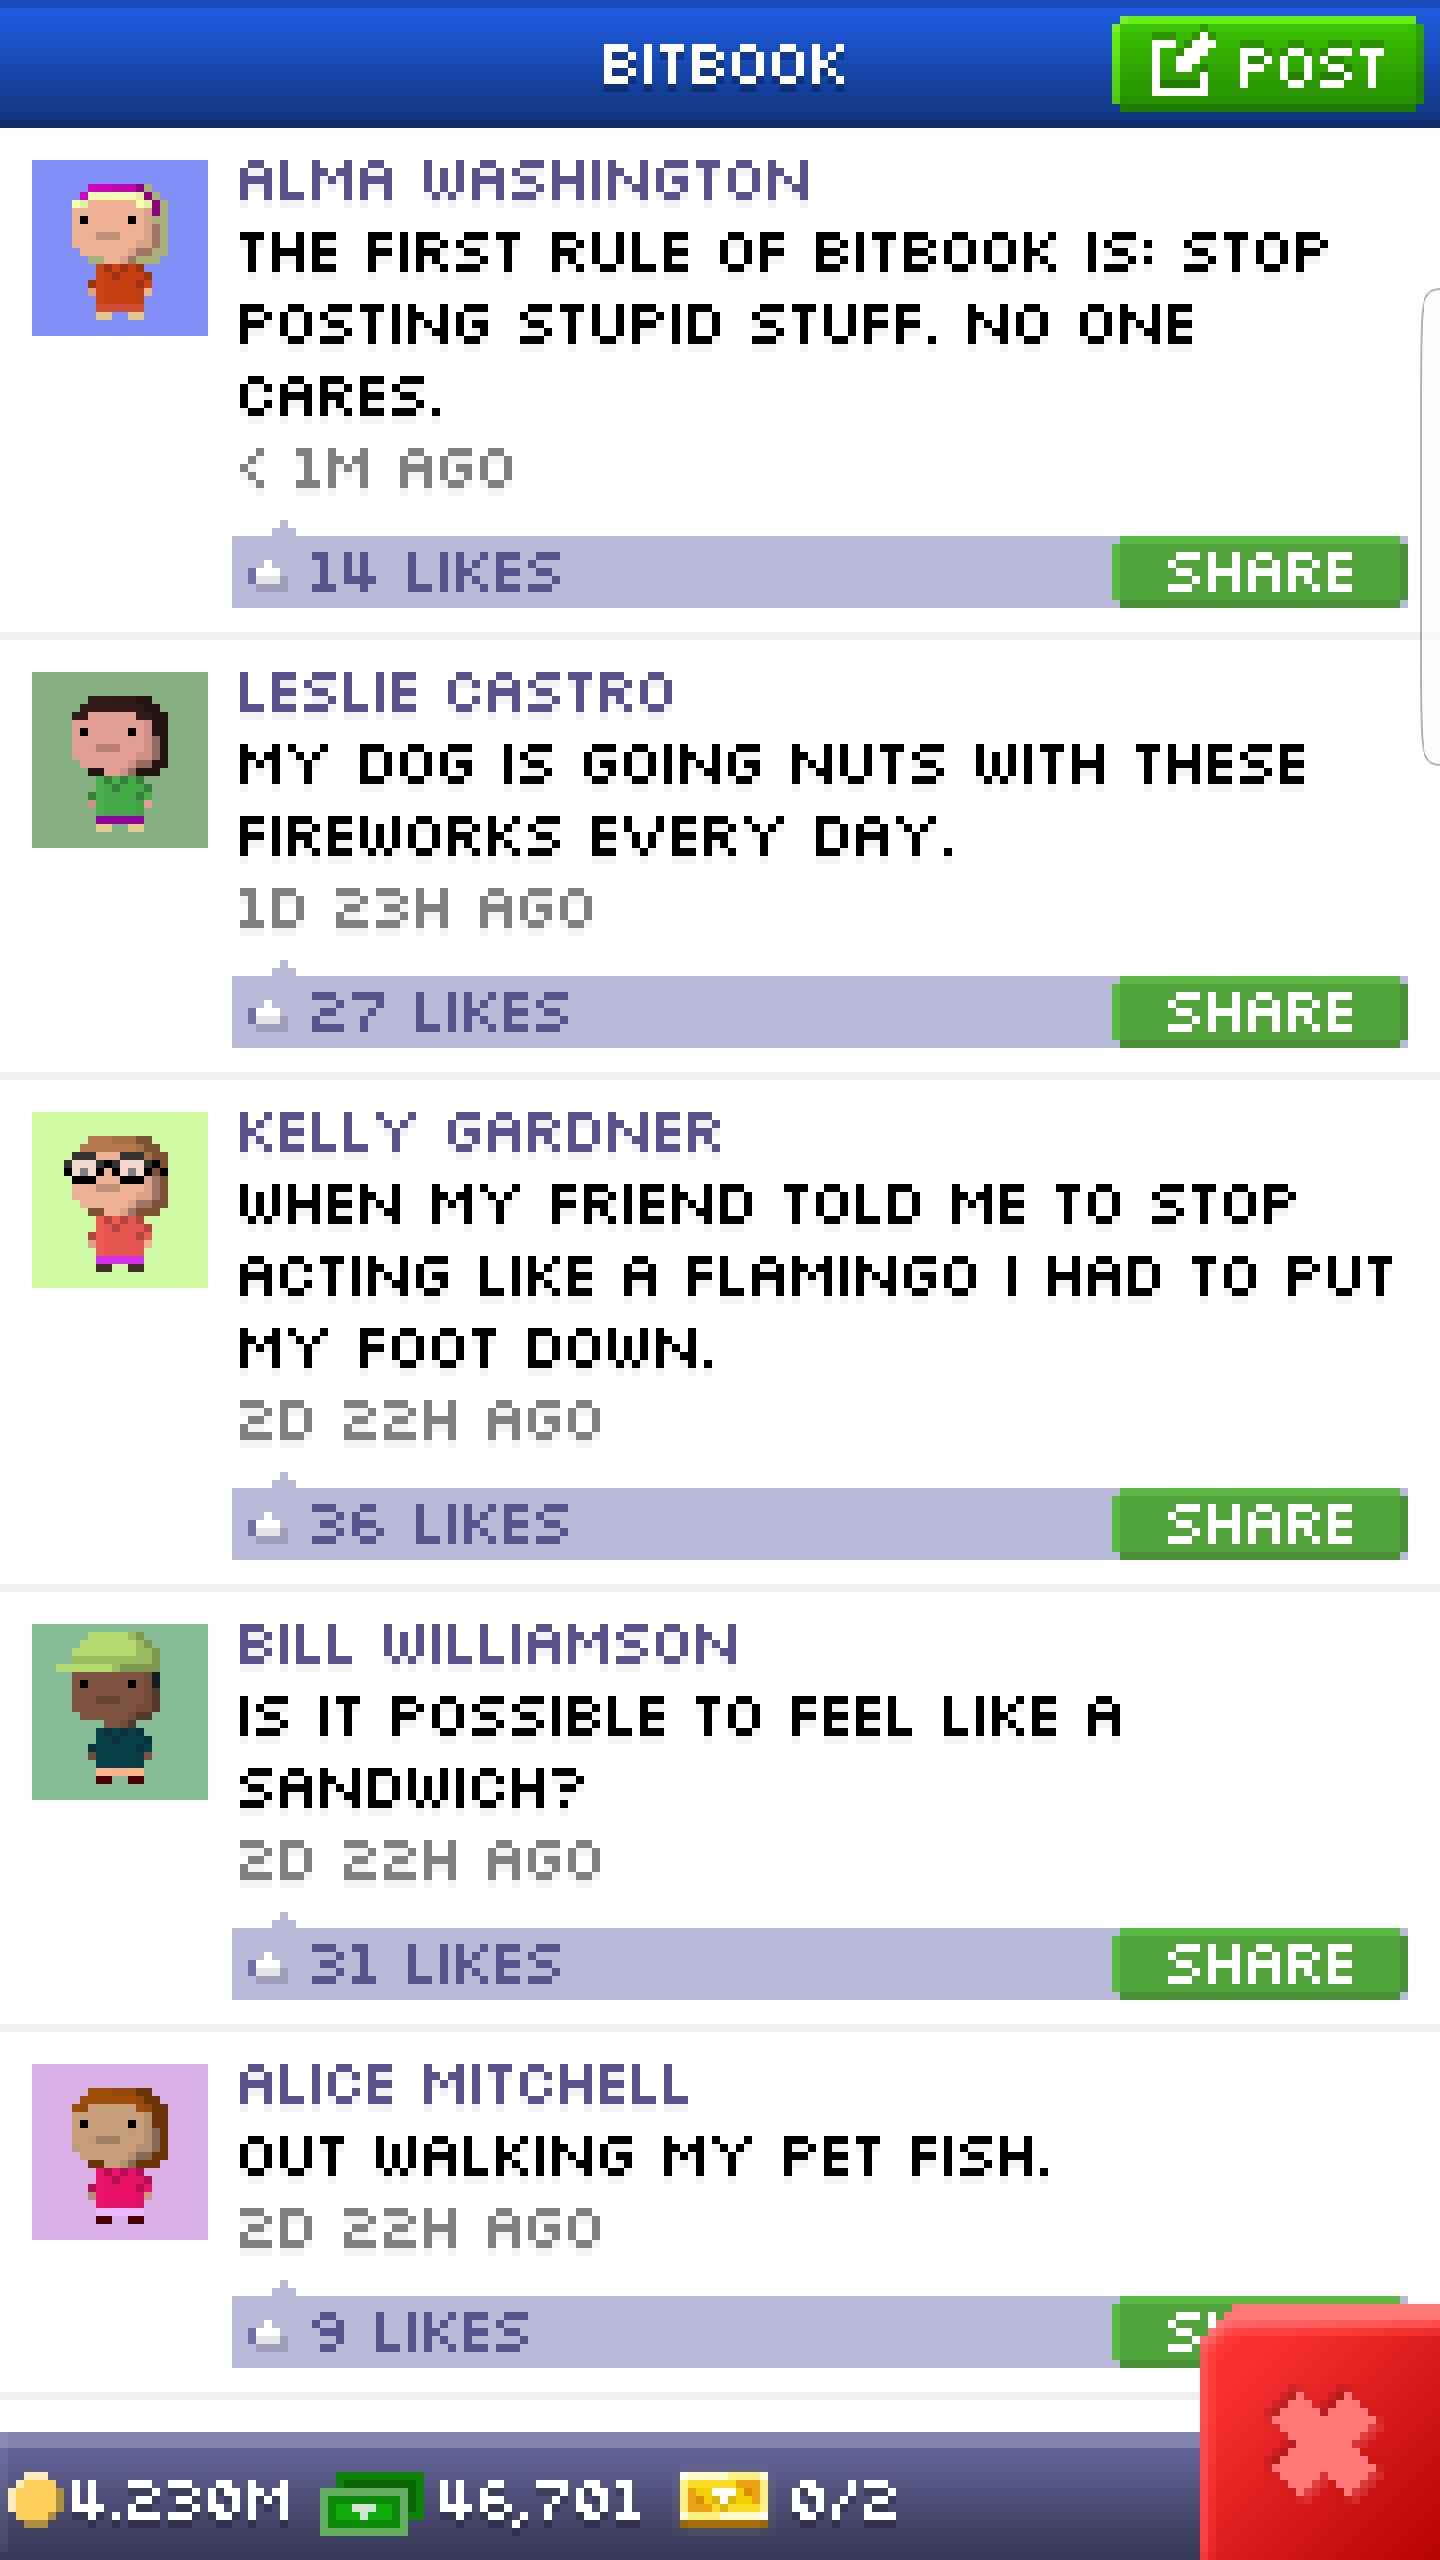 BITBOOK
POST
ALMA WASHINGTON
THE FIRST RULE OF BITBOOK IS: STOP
POSTING STUPID STUFF. NO ONE
CARES.
< 1M AGO
14 LIKES
SHARE
LESLIE CASTRO
MY DOG IS GOING NUTS WITH THESE
FIREWORKS EVERY DAY.
1D 23H AGO
27 LIKES
SHARE
KELLY GARDNER
WHEN MY FRIEND TOLD ME TO STOP
ACTING LIKE A FLAMINGO I HAD TO PUT
MY FOOT DOWN.
2D 22H AGO
36 LIKES
SHARE
BILL WILLIAMSON
IS IT POSSIBLE TO FEEL LIKE A
SANDWICH?
2D 22H AGO
31 LIKES
SHARE
ALICE MITCHELL
OUT WALKING MY PET FISH.
2D 22H AGO
9 LIKES
4.230M 46,701 0/2